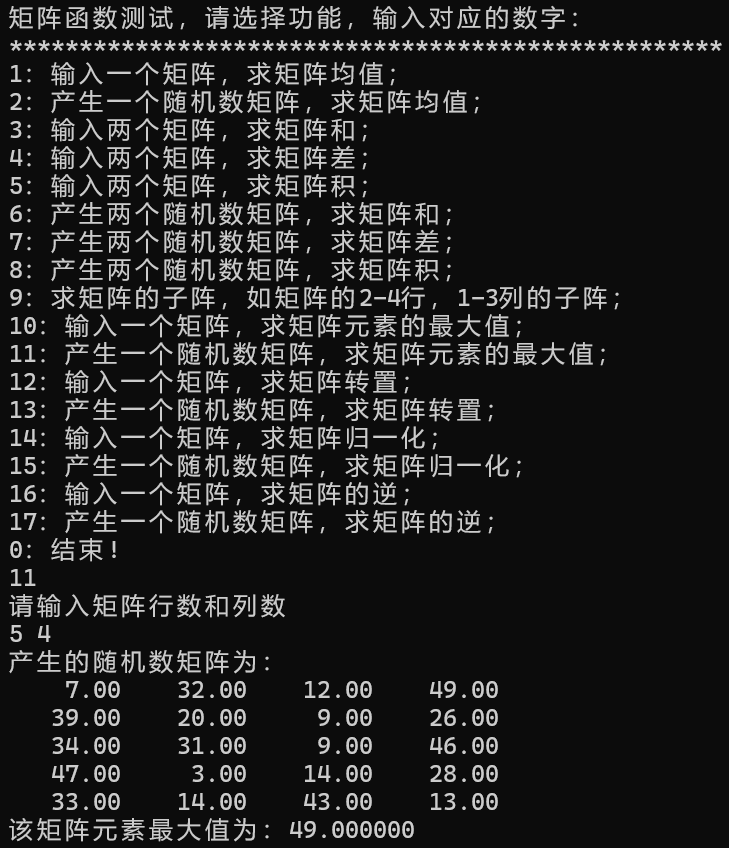 矩阵函数测试，请选择功能，输入对应的数字：
***************************************************
1：输入一个矩阵，求矩阵均值；
2：产生一个随机数矩阵，求矩阵均值；
3：输入两个矩阵，求矩阵和；
4：输入两个矩阵，求矩阵差；
5：输入两个矩阵，求矩阵积；
6：产生两个随机数矩阵，求矩阵和；
7：产生两个随机数矩阵，求矩阵差；
8：产生两个随机数矩阵，求矩阵积；
9：求矩阵的子阵，如矩阵的2-4行，1-3列的子阵；
10：输入一个矩阵，求矩阵元素的最大值；
11：产生一个随机数矩阵，求矩阵元素的最大值；
12：输入一个矩阵，求矩阵转置；
13：产生一个随机数矩阵，求矩阵转置；
14：输入一个矩阵，求矩阵归一化；
15：产生一个随机数矩阵，求矩阵归一化；
16：输入一个矩阵，求矩阵的逆；
17：产生一个随机数矩阵，求矩阵的逆；
0：结束！
11
请输入矩阵行数和列数
5 4
产生的随机数矩阵为：
7.00 32.00 12.00 49.00
39.00 20.00 9.00 26.00
34.00 31.00 9.00 46.00
47.00 3.00 14.00 28.00
33.00 14.00 43.00 13.00
该矩阵元素最大值为：49.000000